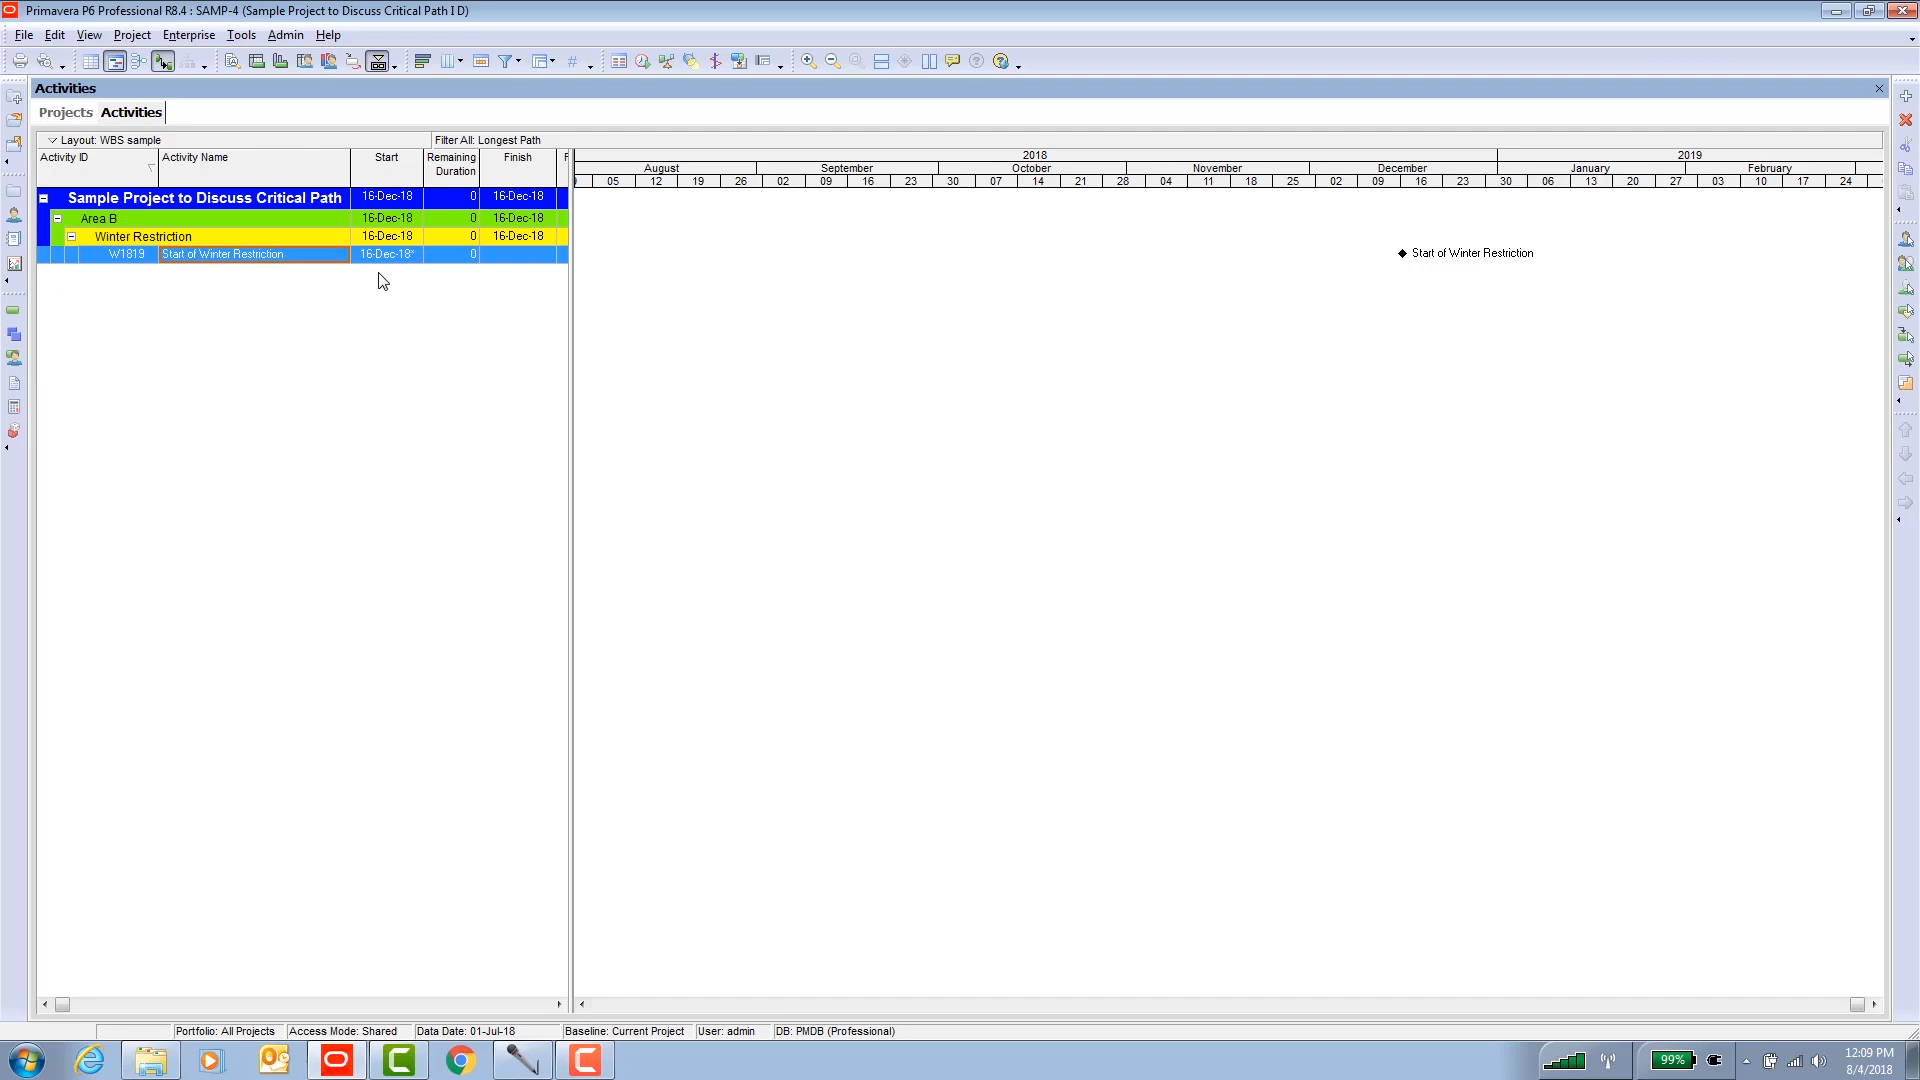 Primavera P6 Professional R8.4 : SAMP-4 (Sample Project to Discuss Critical Path I D)
File Edit View Project Enterprise Tools Admin Help
Activities
Projects Activities
Layout: WBS sample Filter All: Longest Path
Activity ID Activity Name Start Remaining Duration Finish F
2018 2019
August September October November December January February
05 12 19 26 02 09 16 23 30 07 14 21 28 04 11 18 25 02 09 16 23 30 06 13 20 27 03 10 17 24
Sample Project to Discuss Critical Path 16-Dec-18 0 16-Dec-18
Area B 16-Dec-18 0 16-Dec-18
Winter Restriction 16-Dec-18 0 16-Dec-18
W1819 Start of Winter Restriction 16-Dec-18* 0
Start of Winter Restriction
Portfolio: All Projects Access Mode: Shared Data Date: 01-Jul-18 Baseline: Current Project User: admin DB: PMDB (Professional)
99%
12:09 PM
8/4/2018